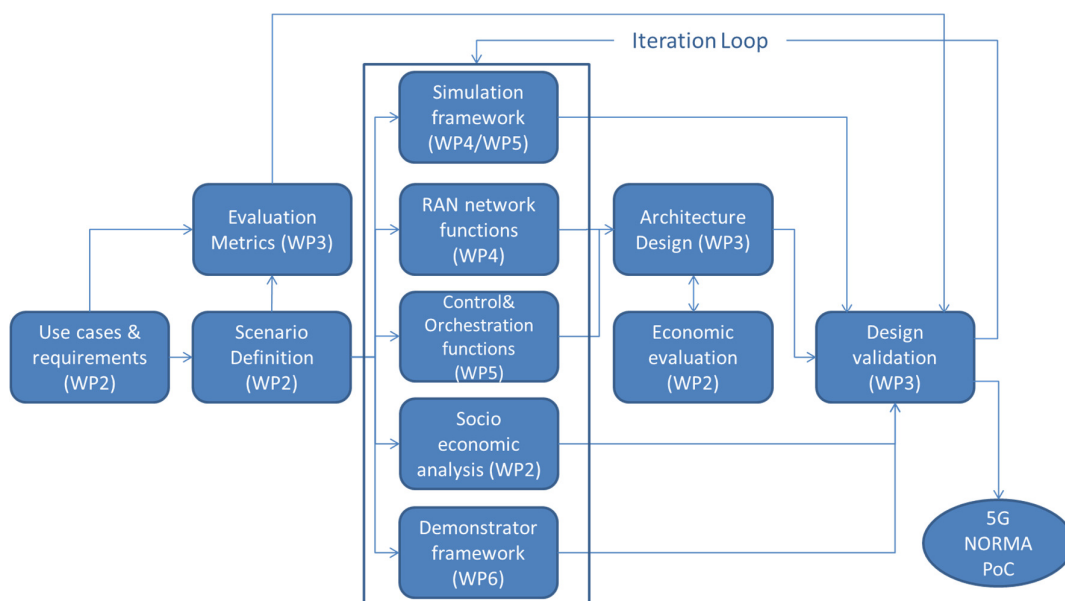 Iteration Loop
Simulation
framework
(WP4/WP5)
Evaluation
Metrics (WP3)
RAN network
functions
(WP4)
Architecture
Design (WP3)
Use cases &
requirements
(WP2)
Scenario
Definition
(WP2)
Control&
Orchestration
functions
(WP5)
Economic
evaluation
(WP2)
Design
validation
(WP3)
Socio
economic
analysis (WP2)
Demonstrator
framework
(WP6)
5G
NORMA
PoC